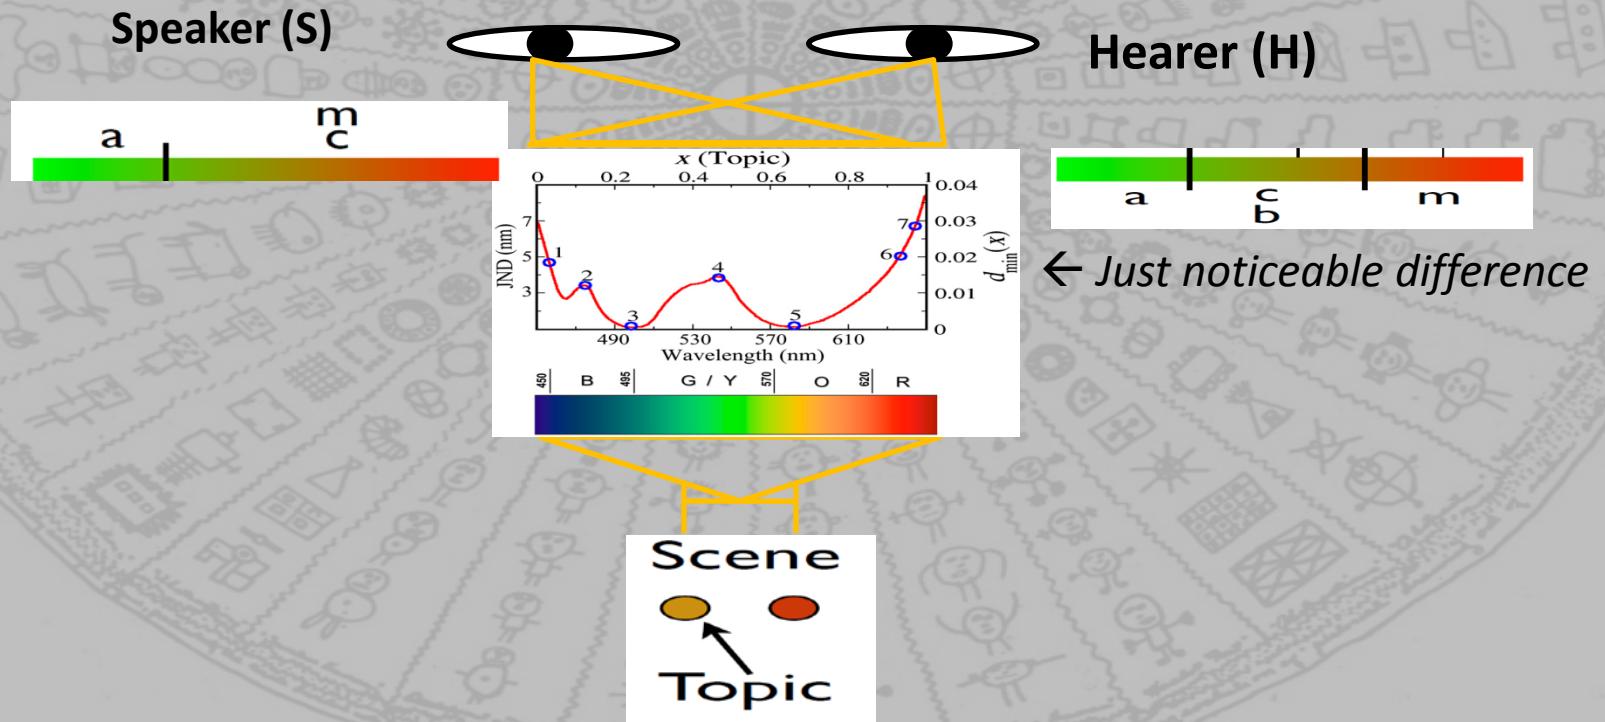 Speaker (S)
Hearer (H)
m
a c
x (Topic)
0 0.2 0.4 0.6 0.8 1
0.04
0.03
0.02
0.01
0
d_min(x)
JND (nm)
7
5
3
1
2
3
4
5
6
7
490 530 570 610
Wavelength (nm)
450 B 495 G / Y 570 O 620 R
a c m
b
← Just noticeable difference
Scene
Topic